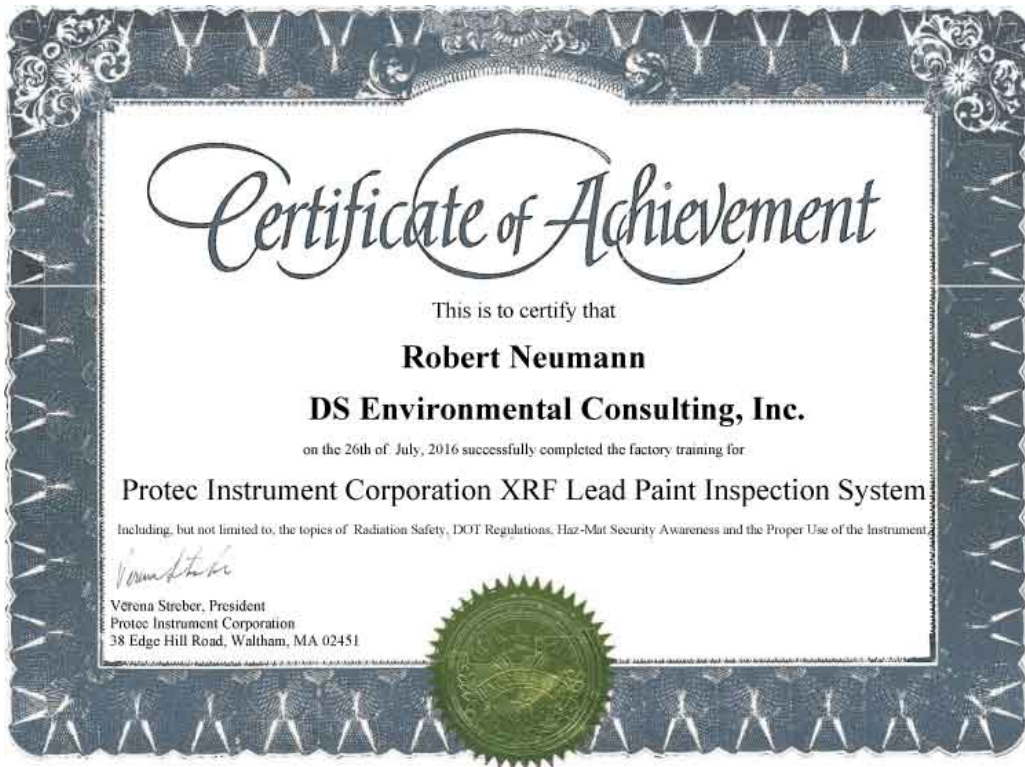 Certificate of Achievement
This is to certify that
Robert Neumann
DS Environmental Consulting, Inc.
on the 26th of July, 2016 successfully completed the factory training for
Protec Instrument Corporation XRF Lead Paint Inspection System
Including, but not limited to, the topics of Radiation Safety, DOT Regulations, Haz-Mat Security Awareness and the Proper Use of the Instrument.
Verena Streber
Verena Streber, President
Protec Instrument Corporation
38 Edge Hill Road, Waltham, MA 02451